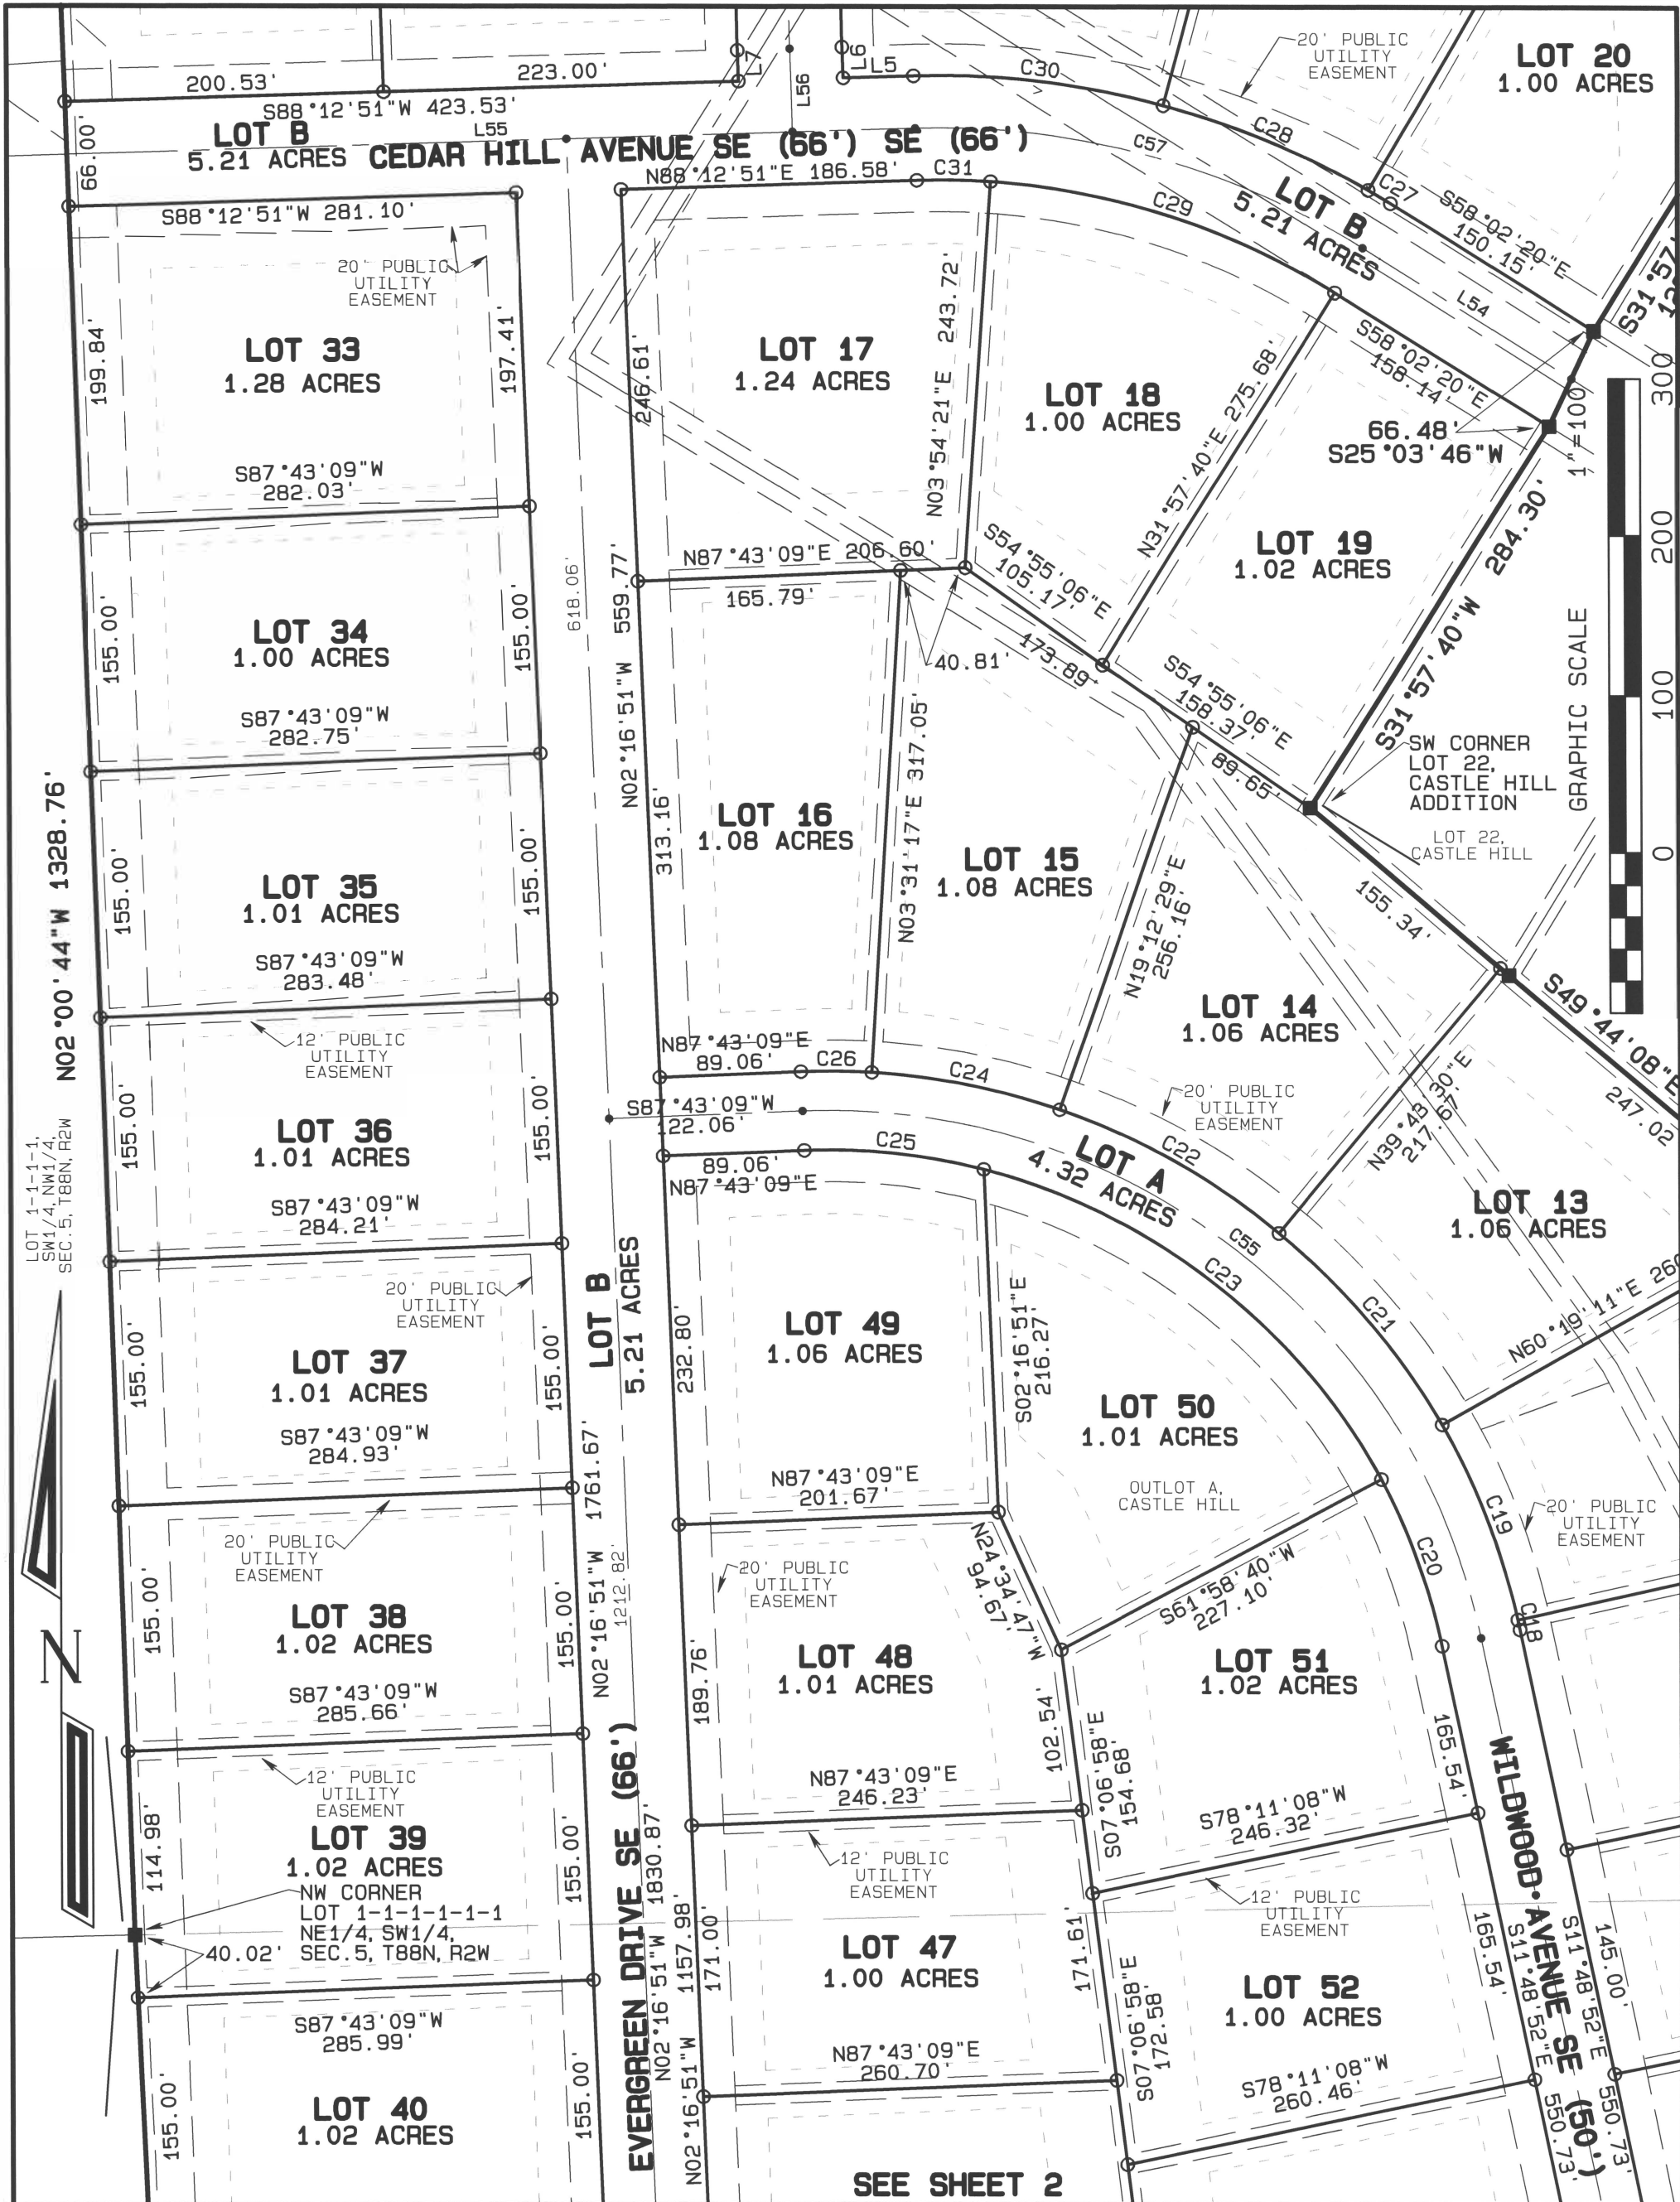 200.53'
223.00'
L7
L6
L5
C30
20' PUBLIC
UTILITY
EASEMENT
LOT 20
1.00 ACRES
S88°12'51"W 423.53'
L56
66.00'
LOT B
5.21 ACRES
L55
CEDAR HILL AVENUE SE (66') SE (66')
C57
C28
C27
N88°12'51"E 186.58'
C31
C29
LOT B
5.21 ACRES
S58°02'20"E
150.15'
L54
S31°57'
S88°12'51"W 281.10'
20' PUBLIC
UTILITY
EASEMENT
199.84'
LOT 33
1.28 ACRES
197.41'
S87°43'09"W
282.03'
246.61'
LOT 17
1.24 ACRES
N03°54'21"E 243.72'
LOT 18
1.00 ACRES
N31°57'40"E 275.68'
S58°02'20"E
158.14'
66.48'
S25°03'46"W
1"=100'
300
200
100
0
GRAPHIC SCALE
LOT 19
1.02 ACRES
284.30'
S31°57'40"W
618.06'
N02°16'51"W 559.77'
N87°43'09"E 206.60'
165.79'
40.81'
S54°55'06"E
105.17'
173.89'
S54°55'06"E
158.37'
89.65'
SW CORNER
LOT 22,
CASTLE HILL
ADDITION
LOT 22,
CASTLE HILL
155.00'
LOT 34
1.00 ACRES
155.00'
S87°43'09"W
282.75'
N02°00'44"W 1328.76'
LOT 1-1-1-1-1,
SW1/4, NW1/4,
SEC.5, T88N, R2W
155.00'
LOT 35
1.01 ACRES
155.00'
S87°43'09"W
283.48'
313.16'
LOT 16
1.08 ACRES
N03°31'17"E 317.05'
LOT 15
1.08 ACRES
N19°12'29"E
256.16'
155.34'
S49°44'08"E
247.02
LOT 14
1.06 ACRES
N39°43'30"E
217.67'
12' PUBLIC
UTILITY
EASEMENT
155.00'
LOT 36
1.01 ACRES
155.00'
S87°43'09"W
284.21'
N87°43'09"E
89.06'
C26
C24
S87°43'09"W
122.06'
20' PUBLIC
UTILITY
EASEMENT
C25
89.06'
N87°43'09"E
LOT A
4.32 ACRES
C22
C55
C23
C21
LOT 13
1.06 ACRES
N60°19'11"E
20' PUBLIC
UTILITY
EASEMENT
155.00'
LOT 37
1.01 ACRES
155.00'
S87°43'09"W
284.93'
LOT B
5.21 ACRES
232.80'
LOT 49
1.06 ACRES
S02°16'51"E
216.27'
LOT 50
1.01 ACRES
OUTLOT A,
CASTLE HILL
N87°43'09"E
201.67'
20' PUBLIC
UTILITY
EASEMENT
C19
C20
C18
20' PUBLIC
UTILITY
EASEMENT
155.00'
LOT 38
1.02 ACRES
155.00'
S87°43'09"W
285.66'
N02°16'51"W 1761.67'
1212.82'
20' PUBLIC
UTILITY
EASEMENT
N24°34'47"W
94.67'
S61°58'40"W
227.10'
189.76'
LOT 48
1.01 ACRES
LOT 51
1.02 ACRES
102.54'
S07°06'58"E
154.68'
165.54'
N87°43'09"E
246.23'
S78°11'08"W
246.32'
N
12' PUBLIC
UTILITY
EASEMENT
114.98'
LOT 39
1.02 ACRES
155.00'
NW CORNER
LOT 1-1-1-1-1-1
NE1/4, SW1/4,
SEC.5, T88N, R2W
40.02'
S87°43'09"W
285.99'
EVERGREEN DRIVE SE (66')
N02°16'51"W 1830.87'
N02°16'51"W 1157.98'
171.00'
12' PUBLIC
UTILITY
EASEMENT
LOT 47
1.00 ACRES
171.61'
S07°06'58"E
172.58'
12' PUBLIC
UTILITY
EASEMENT
LOT 52
1.00 ACRES
165.54'
S11°48'52"E 550.73'
WILDWOOD AVENUE SE (50')
S11°48'52"E 550.73'
145.00'
N87°43'09"E
260.70'
S78°11'08"W
260.46'
155.00'
LOT 40
1.02 ACRES
155.00'
SEE SHEET 2